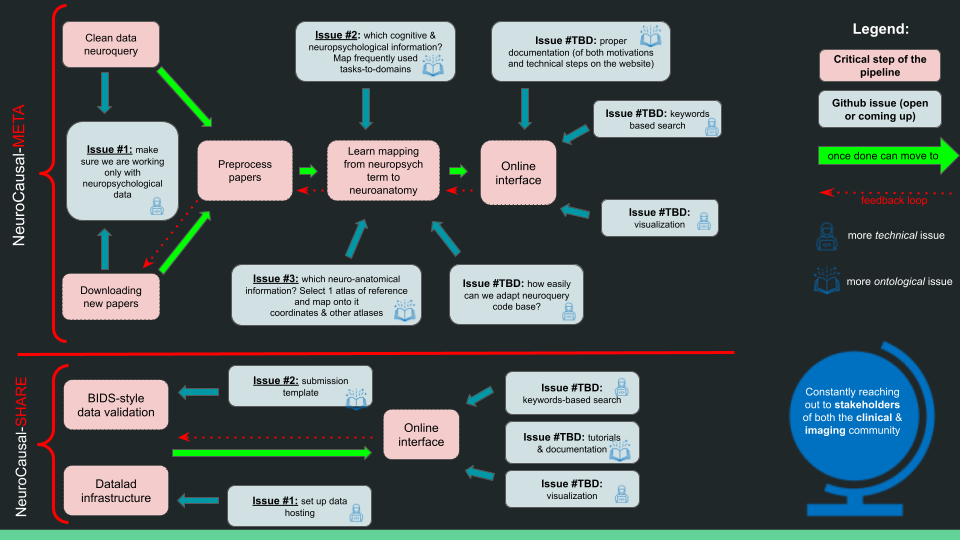 NeuroCausal-META
Clean data
neuroquery
Issue #1: make
sure we are working
only with
neuropsychological
data
Downloading
new papers
Preprocess
papers
Issue #2: which cognitive &
neuropsychological information?
Map frequently used
tasks-to-domains
Learn mapping
from neuropsych
term to
neuroanatomy
Issue #3: which neuro-anatomical
information? Select 1 atlas of reference
and map onto it
coordinates & other atlases
Issue #TBD: how easily
can we adapt neuroquery
code base?
Issue #TBD: proper
documentation (of both motivations
and technical steps on the website)
Issue #TBD: keywords
based search
Online
interface
Issue #TBD:
visualization
NeuroCausal-SHARE
BIDS-style
data validation
Datalad
infrastructure
Issue #2: submission
template
Issue #1: set up data
hosting
Online
interface
Issue #TBD:
keywords-based search
Issue #TBD: tutorials
& documentation
Issue #TBD:
visualization
Legend:
Critical step of the
pipeline
Github issue (open
or coming up)
once done can move to
feedback loop
more technical issue
more ontological issue
Constantly reaching
out to stakeholders
of both the clinical &
imaging community